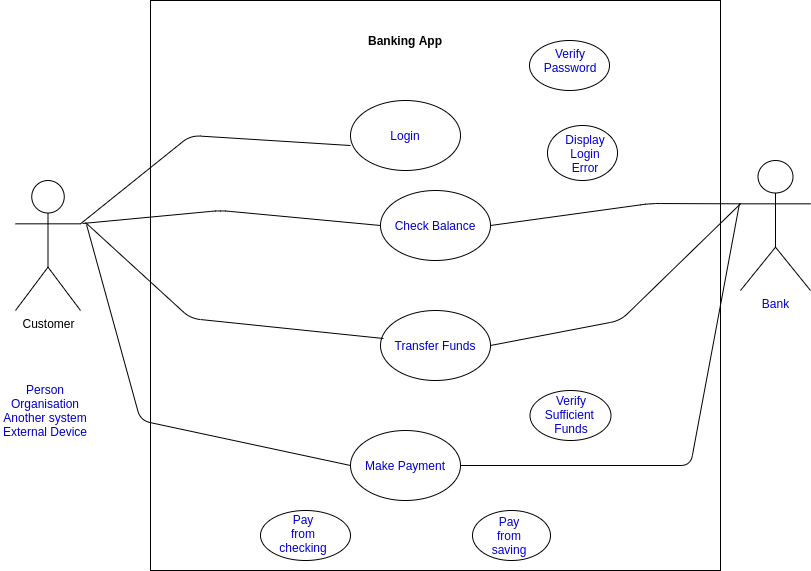 Banking App
Verify
Password
Login
Display
Login
Error
Check Balance
Customer
Bank
Transfer Funds
Person
Organisation
Another system
External Device
Verify
Sufficient
Funds
Make Payment
Pay
from
checking
Pay
from
saving